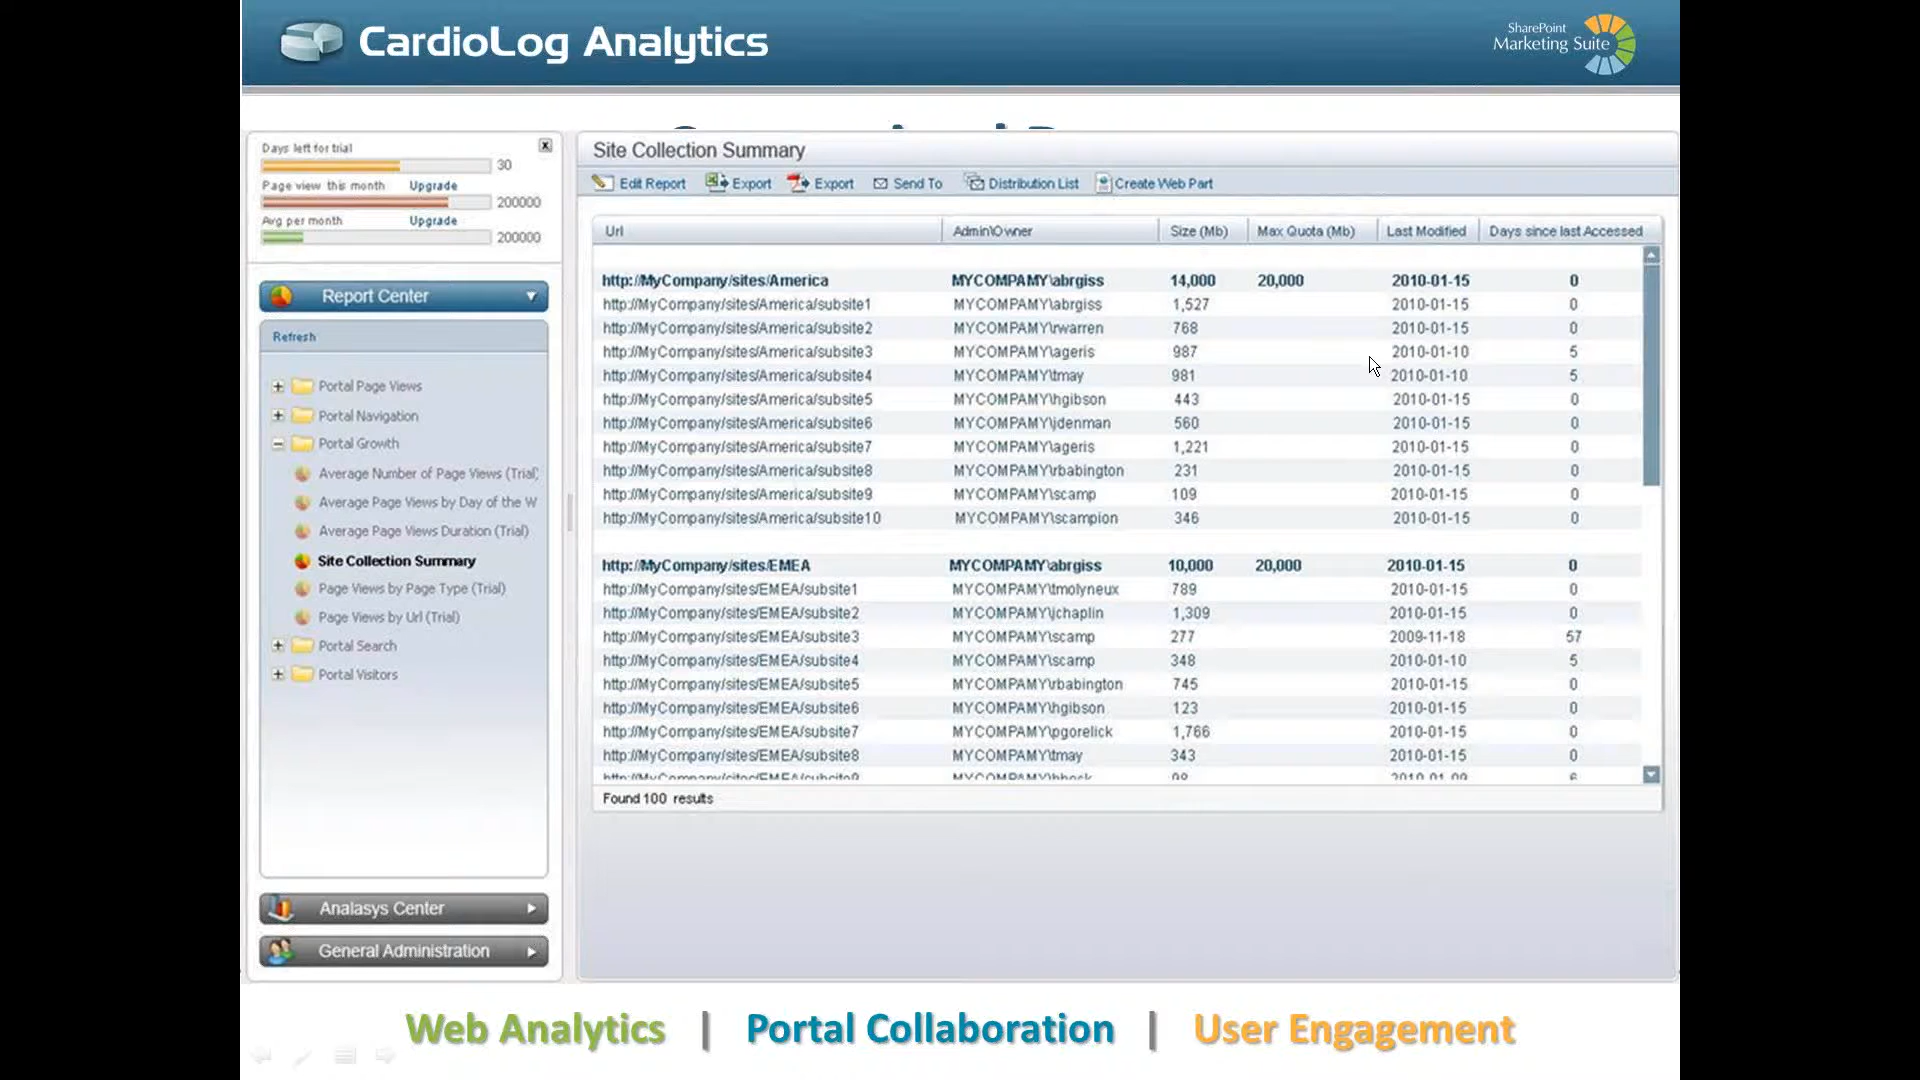 CardioLog Analytics
SharePoint
Marketing Suite
Days left for trial
30
Page view this month Upgrade
200000
Avg per month Upgrade
200000
Report Center
Refresh
Portal Page Views
Portal Navigation
Portal Growth
Average Number of Page Views (Trial)
Average Page Views by Day of the W
Average Page Views Duration (Trial)
Site Collection Summary
Page Views by Page Type (Trial)
Page Views by Url (Trial)
Portal Search
Portal Visitors
Analasys Center
General Administration
Site Collection Summary
Edit Report Export Export Send To Distribution List Create Web Part
Url Admin\Owner Size (Mb) Max Quota (Mb) Last Modified Days since last Accessed
http://MyCompany/sites/America MYCOMPAMY\abrgiss 14,000 20,000 2010-01-15 0
http://MyCompany/sites/America/subsite1 MYCOMPAMY\abrgiss 1,527 2010-01-15 0
http://MyCompany/sites/America/subsite2 MYCOMPAMY\rwarren 768 2010-01-15 0
http://MyCompany/sites/America/subsite3 MYCOMPAMY\ageris 987 2010-01-10 5
http://MyCompany/sites/America/subsite4 MYCOMPAMY\tmay 981 2010-01-10 5
http://MyCompany/sites/America/subsite5 MYCOMPAMY\hgibson 443 2010-01-15 0
http://MyCompany/sites/America/subsite6 MYCOMPAMY\jdenman 560 2010-01-15 0
http://MyCompany/sites/America/subsite7 MYCOMPAMY\ageris 1,221 2010-01-15 0
http://MyCompany/sites/America/subsite8 MYCOMPAMY\rbabington 231 2010-01-15 0
http://MyCompany/sites/America/subsite9 MYCOMPAMY\scamp 109 2010-01-15 0
http://MyCompany/sites/America/subsite10 MYCOMPAMY\scampion 346 2010-01-15 0
http://MyCompany/sites/EMEA MYCOMPAMY\abrgiss 10,000 20,000 2010-01-15 0
http://MyCompany/sites/EMEA/subsite1 MYCOMPAMY\tmolyneux 789 2010-01-15 0
http://MyCompany/sites/EMEA/subsite2 MYCOMPAMY\jchaplin 1,309 2010-01-15 0
http://MyCompany/sites/EMEA/subsite3 MYCOMPAMY\scamp 277 2009-11-18 57
http://MyCompany/sites/EMEA/subsite4 MYCOMPAMY\scamp 348 2010-01-10 5
http://MyCompany/sites/EMEA/subsite5 MYCOMPAMY\rbabington 745 2010-01-15 0
http://MyCompany/sites/EMEA/subsite6 MYCOMPAMY\hgibson 123 2010-01-15 0
http://MyCompany/sites/EMEA/subsite7 MYCOMPAMY\pgorelick 1,766 2010-01-15 0
http://MyCompany/sites/EMEA/subsite8 MYCOMPAMY\tmay 343 2010-01-15 0
Found 100 results
Web Analytics | Portal Collaboration | User Engagement